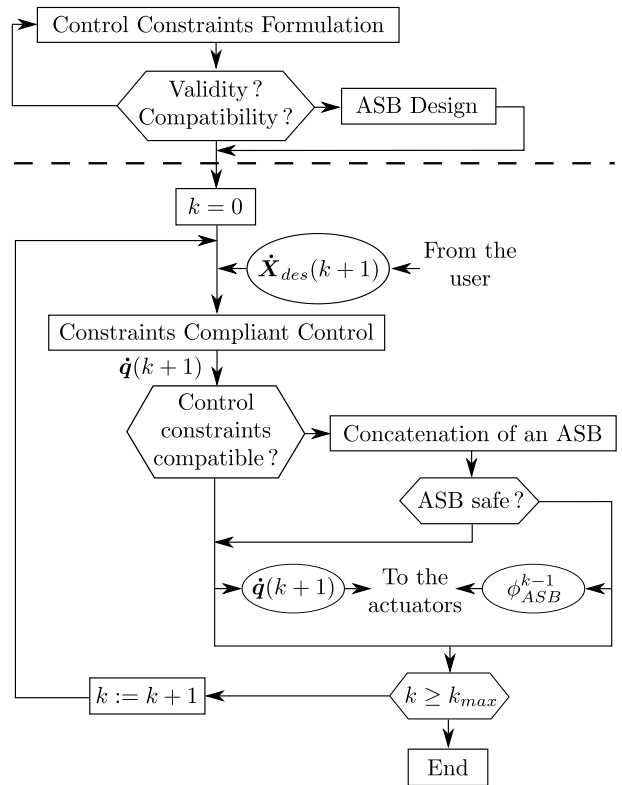 Control Constraints Formulation
Validity ?
Compatibility ?
ASB Design
k = 0
Ẋ_des(k + 1)
From the
user
Constraints Compliant Control
q̇(k + 1)
Control
constraints
compatible ?
Concatenation of an ASB
ASB safe ?
q̇(k + 1)
To the
actuators
ϕ_{ASB}^{k−1}
k := k + 1
k ≥ k_max
End